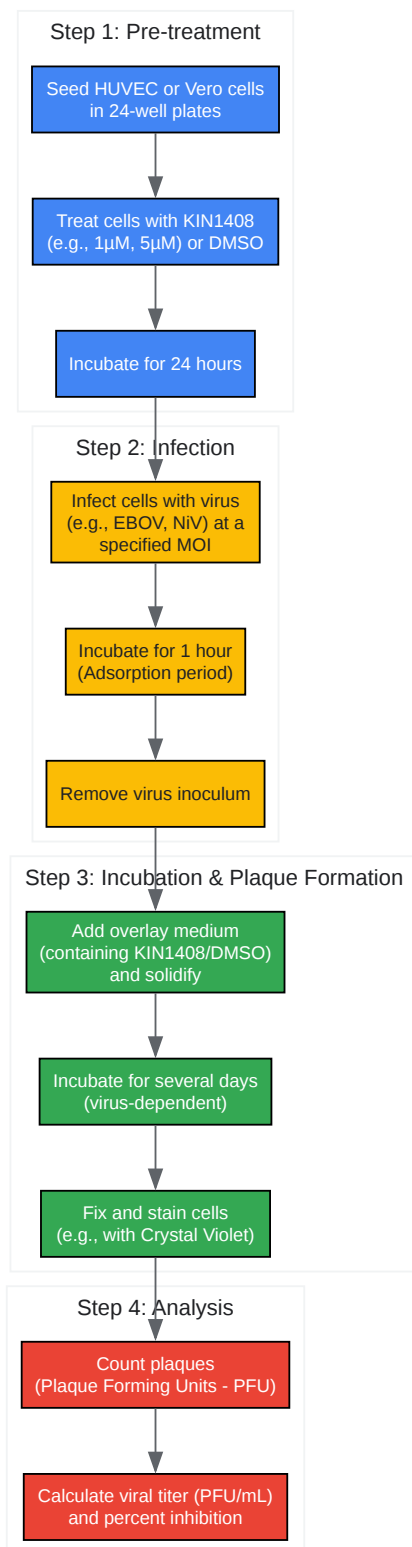 Step 1: Pre-treatment
Seed HUVEC or Vero cells
in 24-well plates
Treat cells with KIN1408
(e.g., 1µM, 5µM) or DMSO
Incubate for 24 hours
Step 2: Infection
Infect cells with virus
(e.g., EBOV, NiV) at a
specified MOI
Incubate for 1 hour
(Adsorption period)
Remove virus inoculum
Step 3: Incubation & Plaque Formation
Add overlay medium
(containing KIN1408/DMSO)
and solidify
Incubate for several days
(virus-dependent)
Fix and stain cells
(e.g., with Crystal Violet)
Step 4: Analysis
Count plaques
(Plaque Forming Units - PFU)
Calculate viral titer (PFU/mL)
and percent inhibition